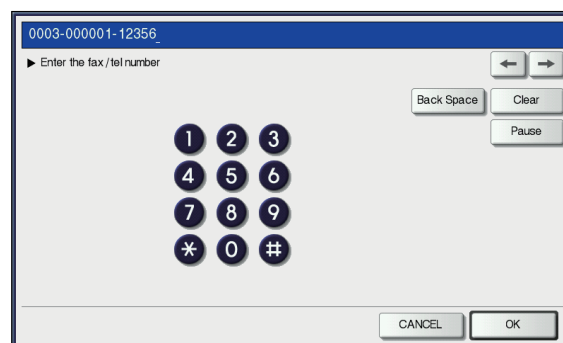 0003-000001-12356_
▶ Enter the fax/tel number
← →
Back Space Clear
Pause
1 2 3
4 5 6
7 8 9
* 0 #
CANCEL OK